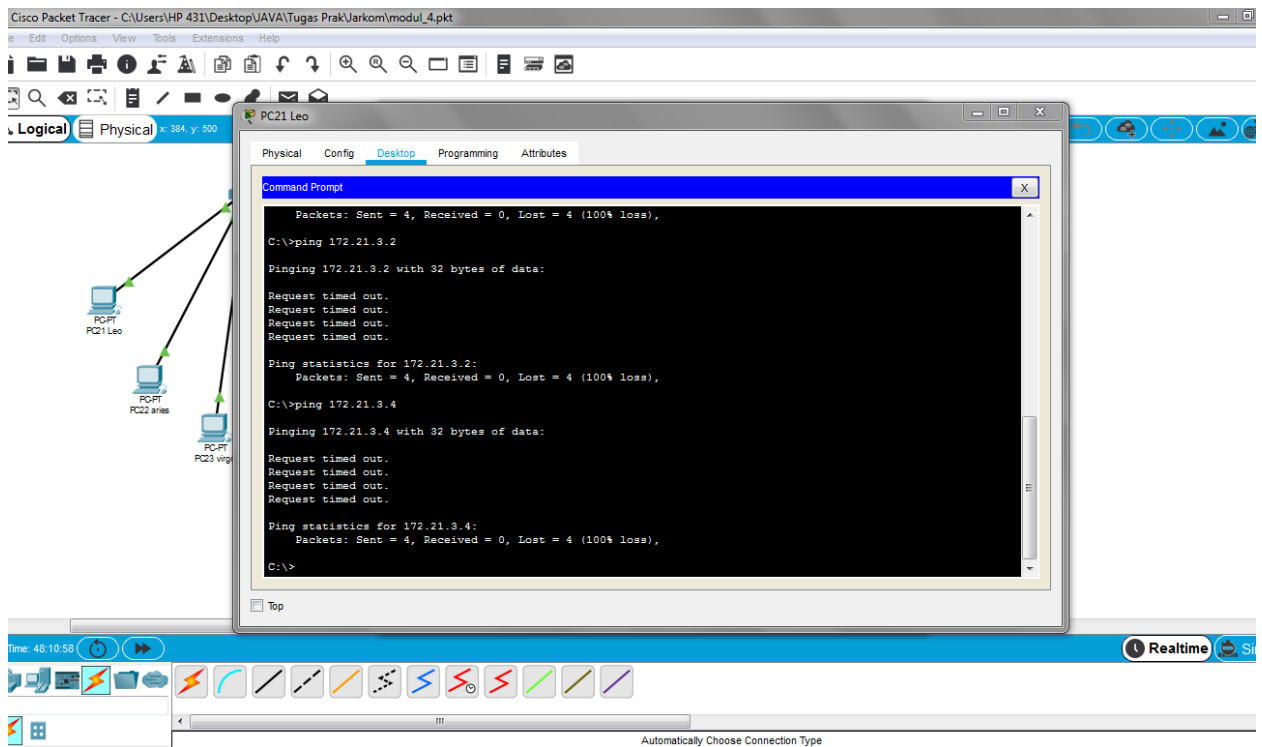 Cisco Packet Tracer - C:\Users\HP 431\Desktop\JAVA\Tugas Prak\Jarkom\modul_4.pkt
Edit Options View Tools Extensions Help
Logical Physical x: 384, y: 500
PC21 Leo
X
Physical Config Desktop Programming Attributes
Command Prompt
X
Packets: Sent = 4, Received = 0, Lost = 4 (100% loss),
C:\>ping 172.21.3.2
Pinging 172.21.3.2 with 32 bytes of data:
Request timed out.
Request timed out.
Request timed out.
Request timed out.
Ping statistics for 172.21.3.2:
Packets: Sent = 4, Received = 0, Lost = 4 (100% loss),
C:\>ping 172.21.3.4
Pinging 172.21.3.4 with 32 bytes of data:
Request timed out.
Request timed out.
Request timed out.
Request timed out.
Ping statistics for 172.21.3.4:
Packets: Sent = 4, Received = 0, Lost = 4 (100% loss),
C:\>
Top
PC-PT
PC21 Leo
PC-PT
PC22 aries
PC-PT
PC23 virg
Time: 48:10:58
Realtime
Automatically Choose Connection Type